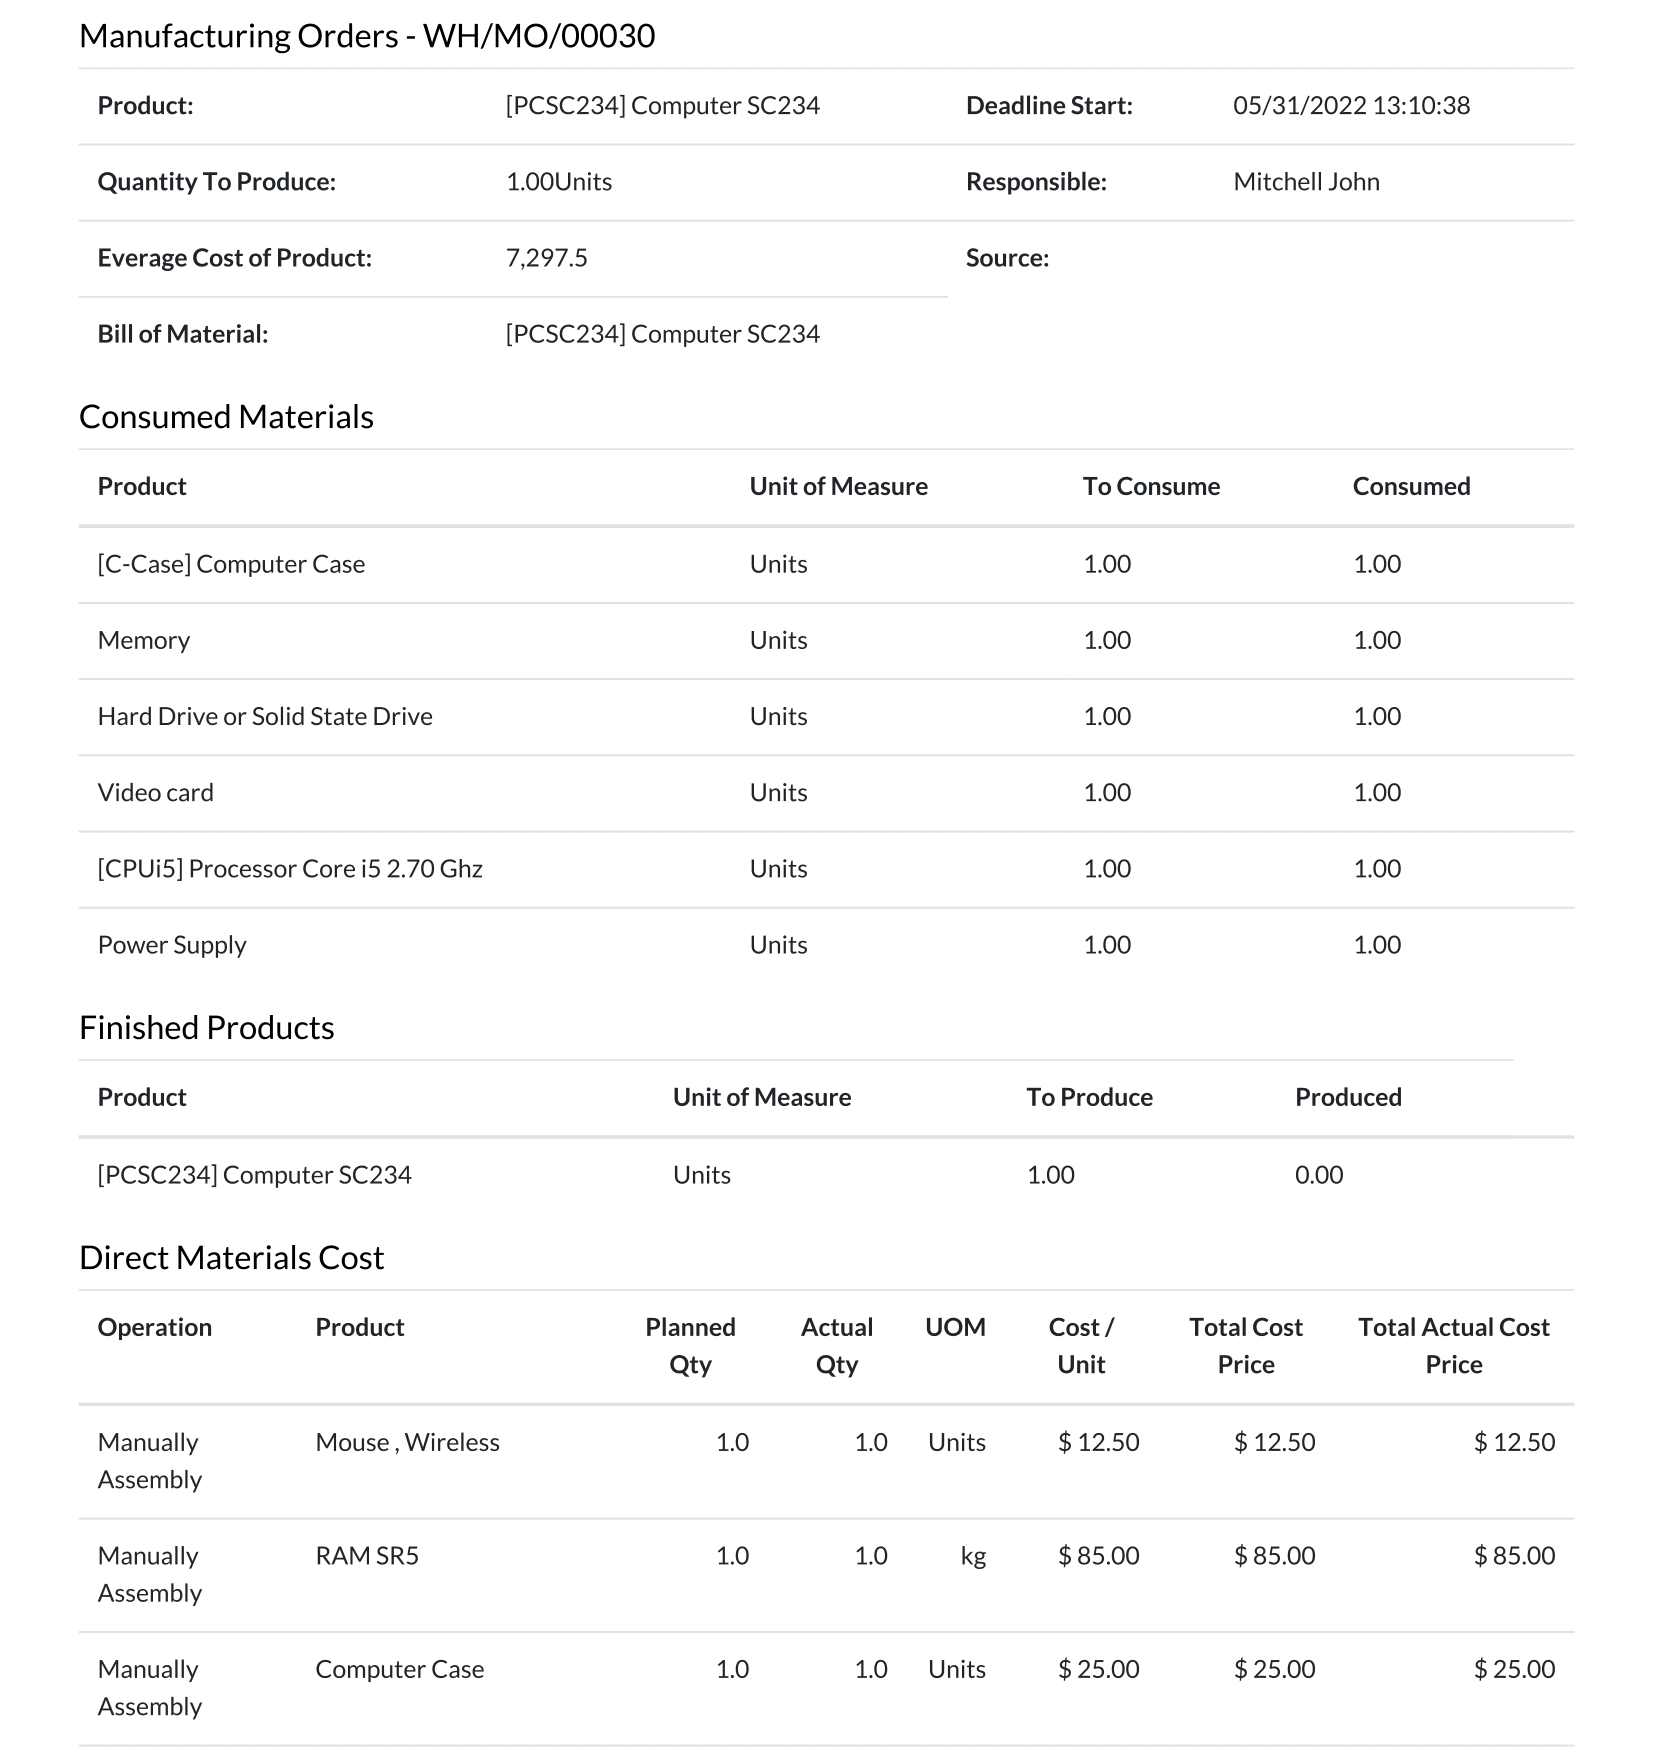 Manufacturing Orders - WH/MO/00030
Product: [PCSC234] Computer SC234 Deadline Start: 05/31/2022 13:10:38
Quantity To Produce: 1.00Units Responsible: Mitchell John
Everage Cost of Product: 7,297.5 Source:
Bill of Material: [PCSC234] Computer SC234
Consumed Materials
Product Unit of Measure To Consume Consumed
[C-Case] Computer Case Units 1.00 1.00
Memory Units 1.00 1.00
Hard Drive or Solid State Drive Units 1.00 1.00
Video card Units 1.00 1.00
[CPUi5] Processor Core i5 2.70 Ghz Units 1.00 1.00
Power Supply Units 1.00 1.00
Finished Products
Product Unit of Measure To Produce Produced
[PCSC234] Computer SC234 Units 1.00 0.00
Direct Materials Cost
Operation Product Planned Actual UOM Cost / Total Cost Total Actual Cost
Qty Qty Unit Price Price
Manually Mouse , Wireless 1.0 1.0 Units $ 12.50 $ 12.50 $ 12.50
Assembly
Manually RAM SR5 1.0 1.0 kg $ 85.00 $ 85.00 $ 85.00
Assembly
Manually Computer Case 1.0 1.0 Units $ 25.00 $ 25.00 $ 25.00
Assembly